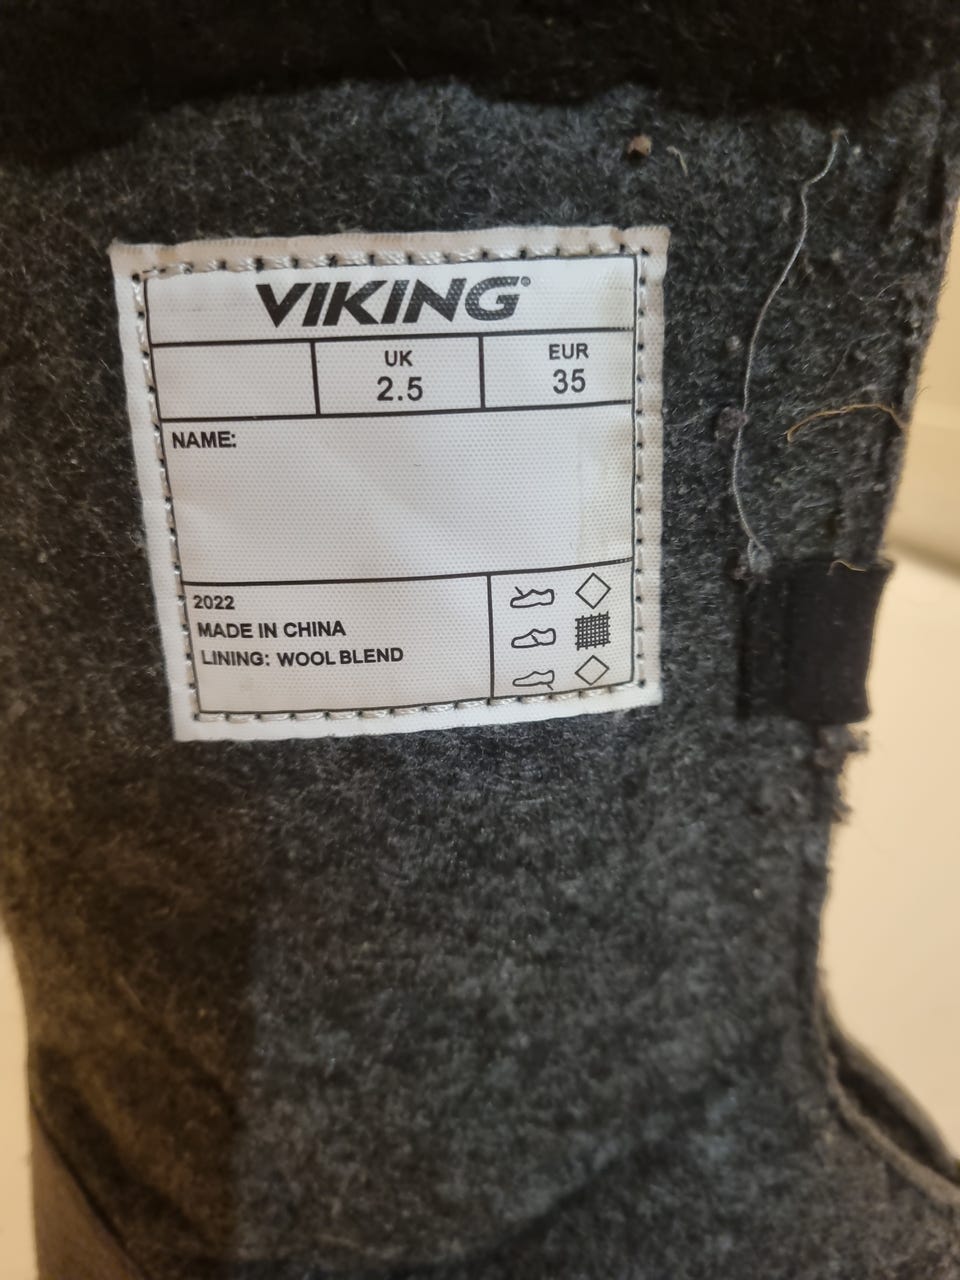 VIKING®
UK EUR
2.5 35
NAME:
2022
MADE IN CHINA
LINING: WOOL BLEND